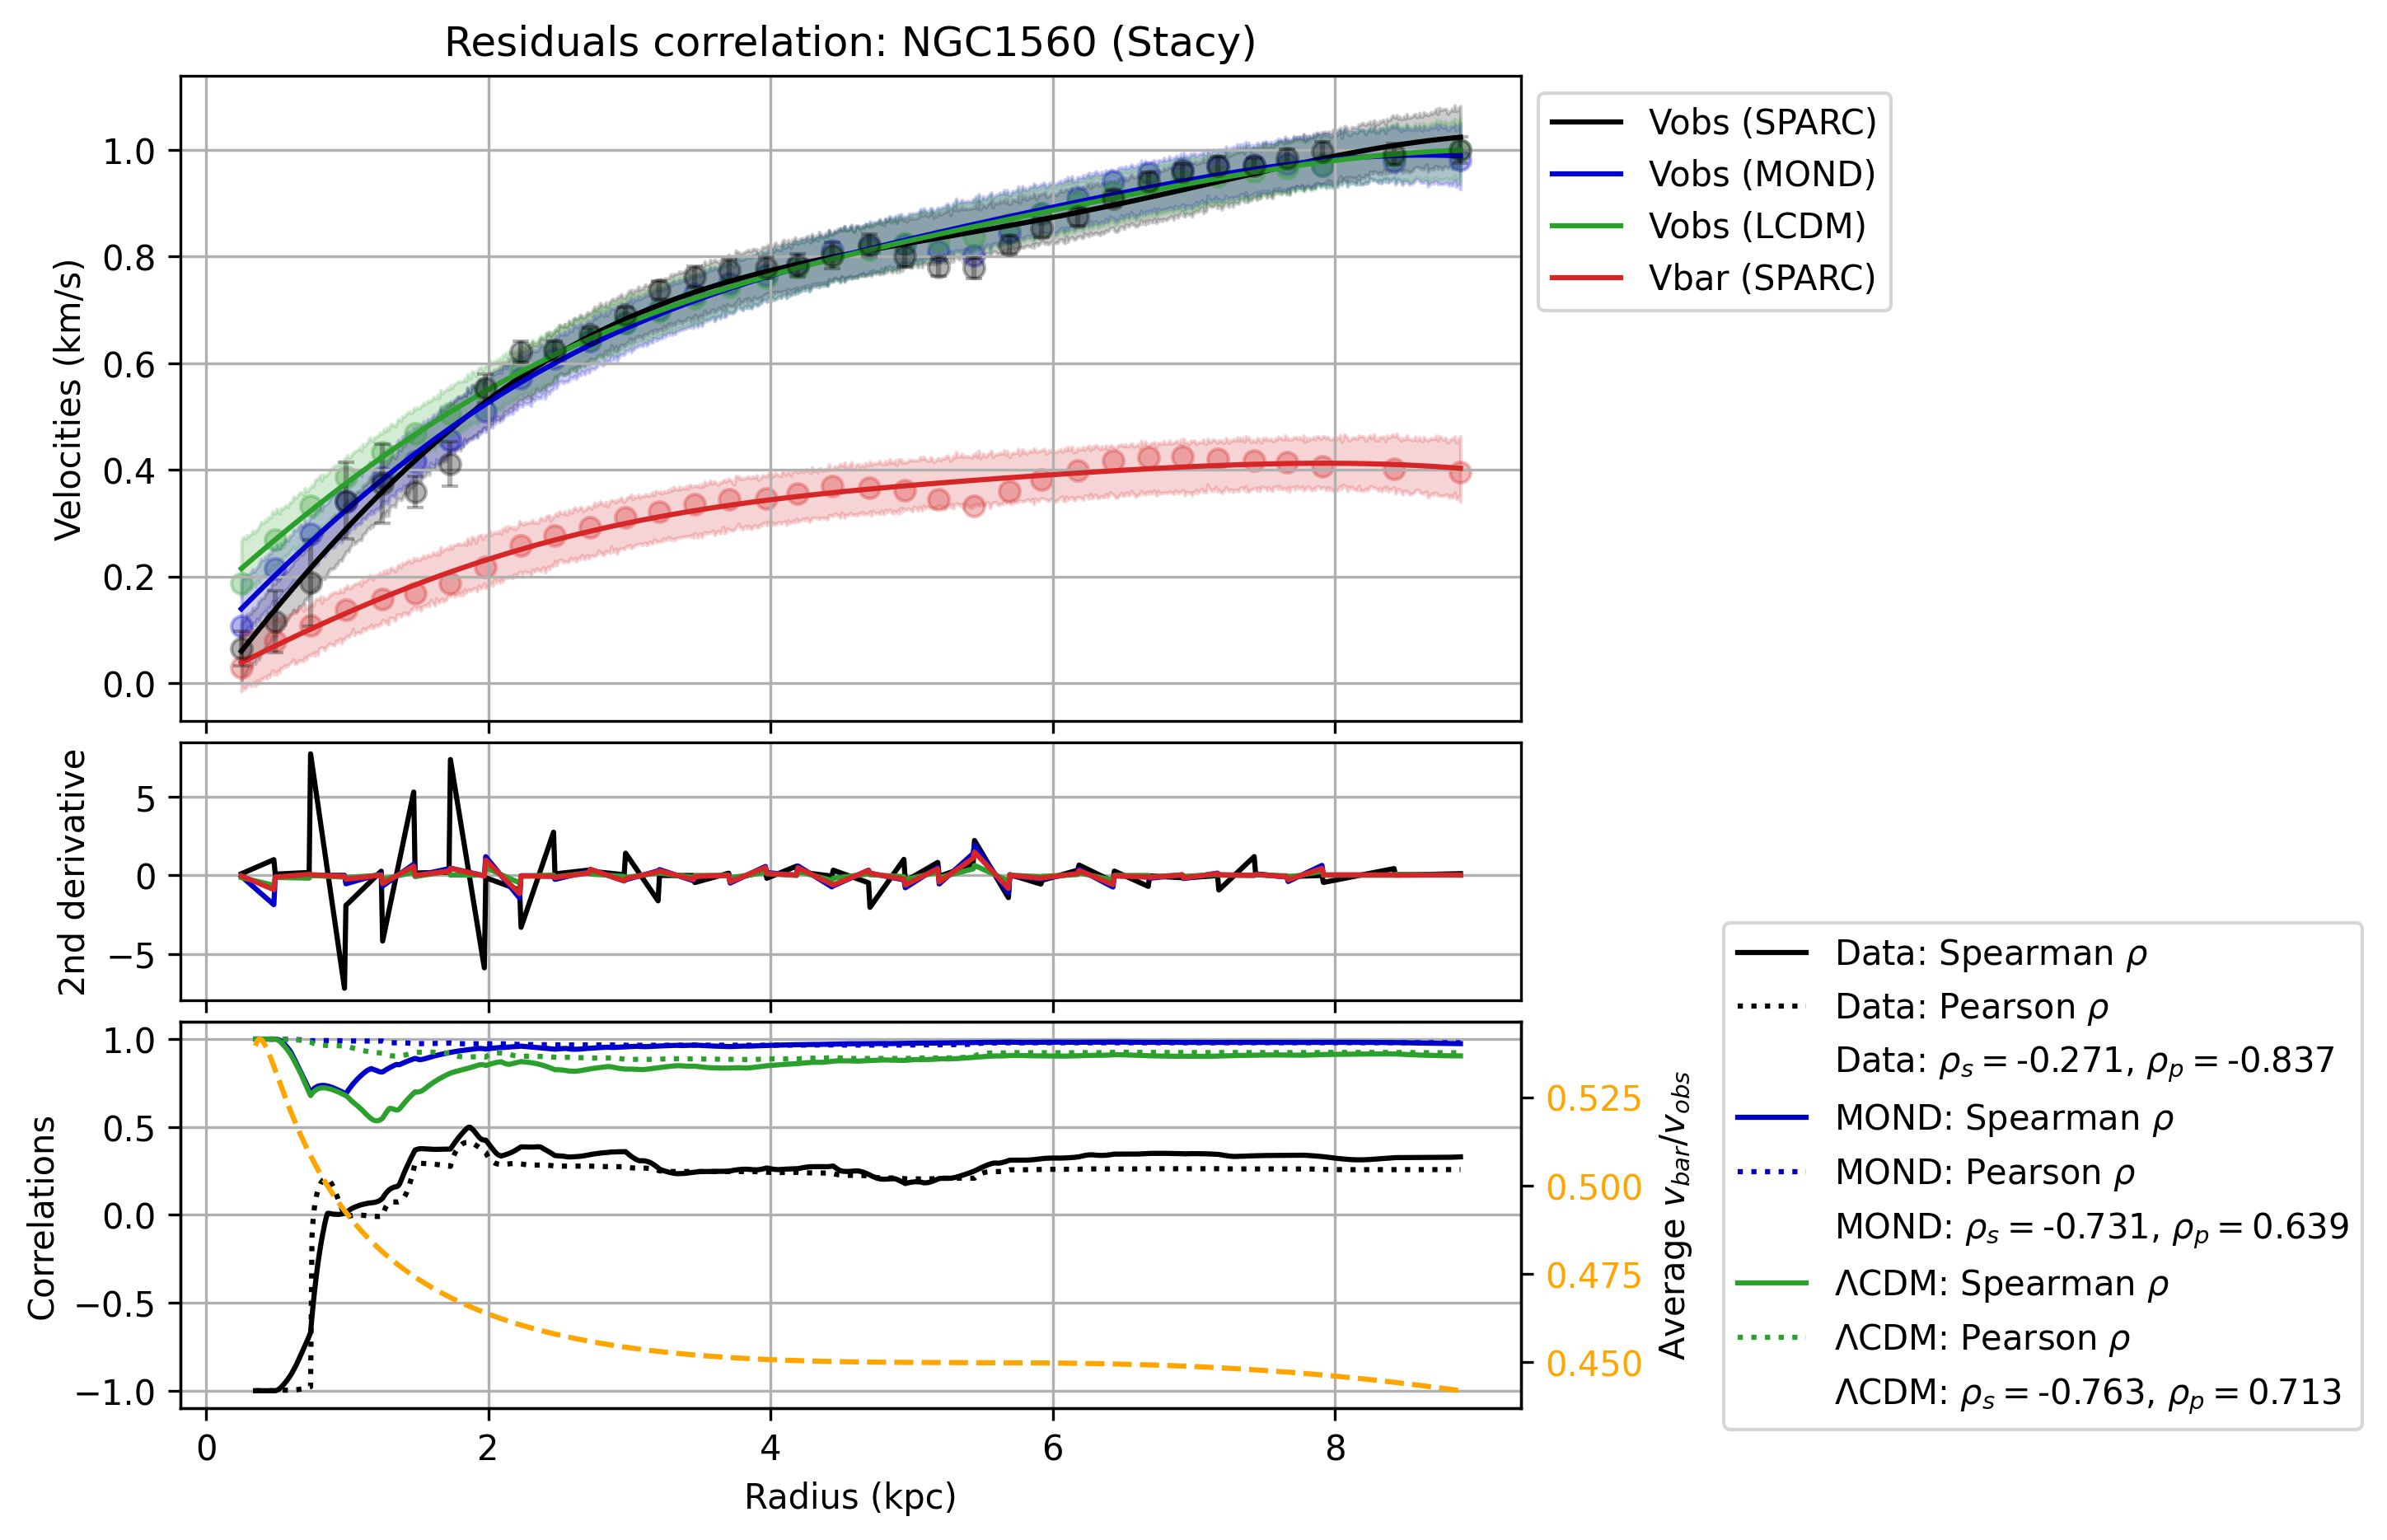 Residuals correlation: NGC1560 (Stacy)
Velocities (km/s)
1.0
0.8
0.6
0.4
0.2
0.0
Vobs (SPARC)
Vobs (MOND)
Vobs (LCDM)
Vbar (SPARC)
2nd derivative
5
0
−5
Correlations
1.0
0.5
0.0
−0.5
−1.0
0.525
0.500
0.475
0.450
Average $v_{bar}/v_{obs}$
0
2
4
6
8
Radius (kpc)
Data: Spearman ρ
Data: Pearson ρ
Data: $ρ_s$ = -0.271, $ρ_p$ = -0.837
MOND: Spearman ρ
MOND: Pearson ρ
MOND: $ρ_s$ = -0.731, $ρ_p$ = 0.639
ΛCDM: Spearman ρ
ΛCDM: Pearson ρ
ΛCDM: $ρ_s$ = -0.763, $ρ_p$ = 0.713